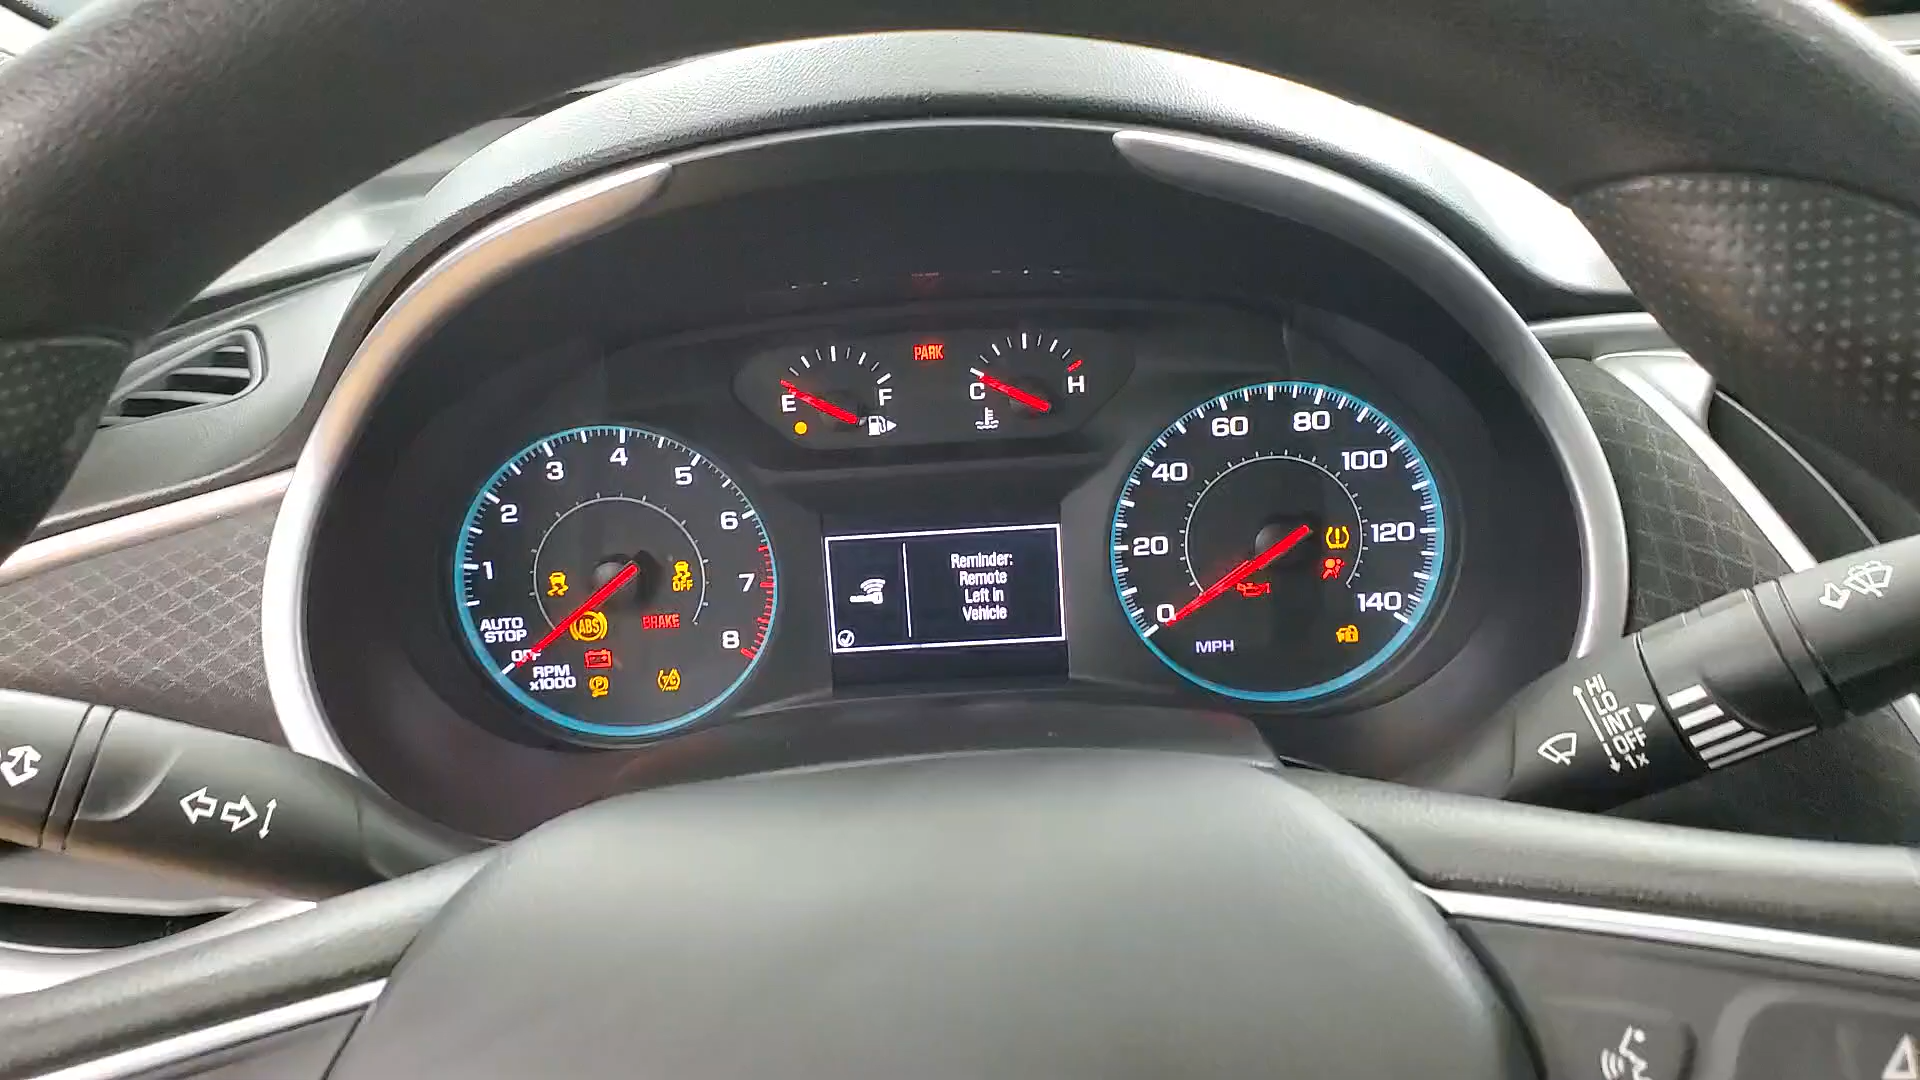 PARK
E
F
C
H
1
2
3
4
5
6
7
8
AUTO
STOP
OFF
RPM
x1000
OFF
ABS
BRAKE
P
Reminder:
Remote
Left in
Vehicle
0
20
40
60
80
100
120
140
MPH
HI
LO
INT
OFF
1x